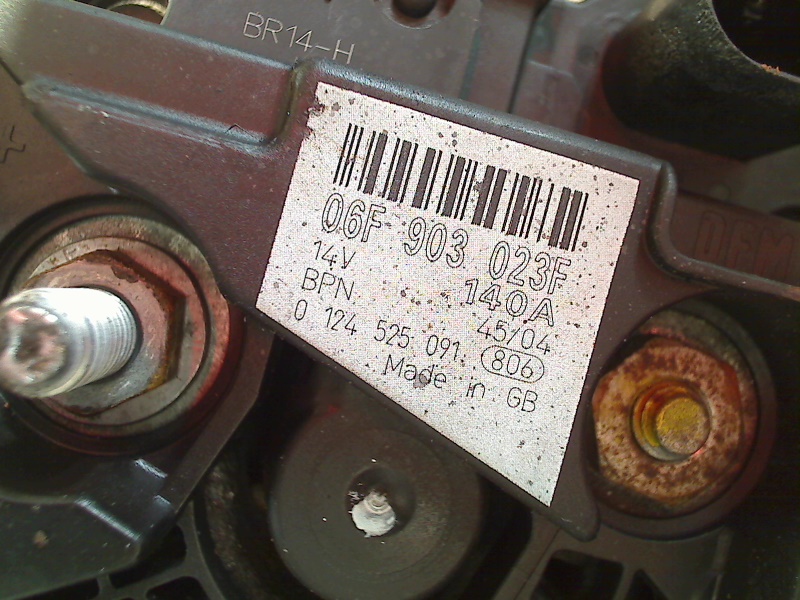 BR14-H
06F 903 023F
14V 140A
BPN 45/04
0 124 525 091 806
Made in GB